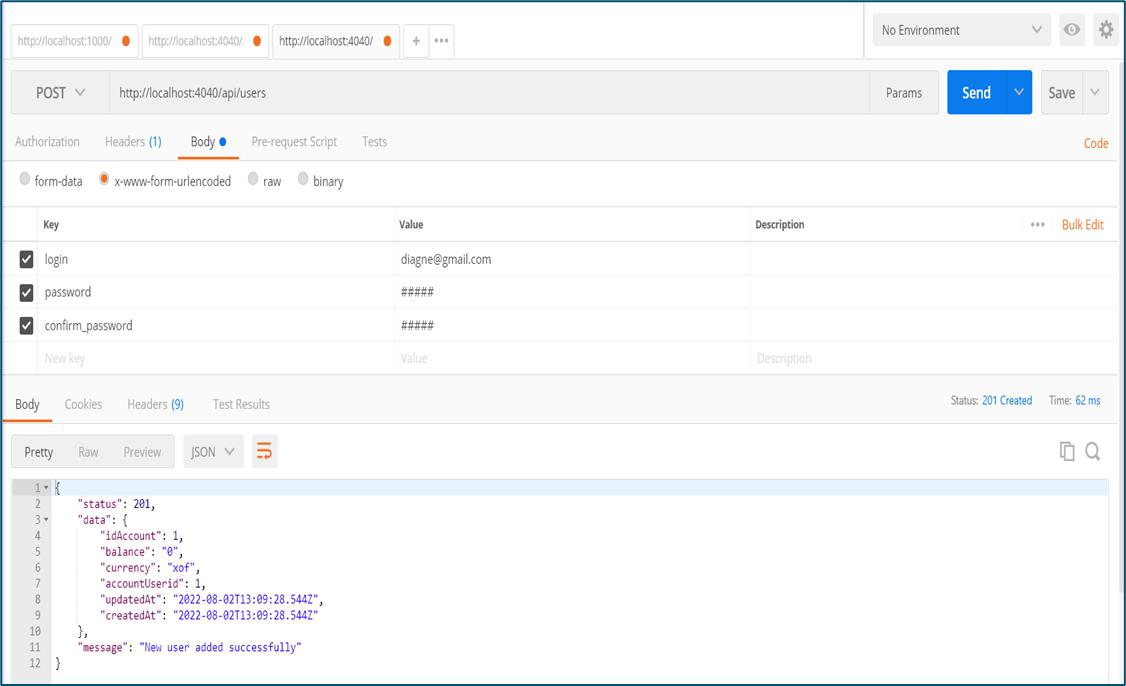 http://localhost:1000/ http://localhost:4040/ http://localhost:4040/ + ••• No Environment
POST http://localhost:4040/api/users Params Send Save
Authorization Headers (1) Body Pre-request Script Tests Code
form-data x-www-form-urlencoded raw binary
Key Value Description ••• Bulk Edit
login diagne@gmail.com
password #####
confirm_password #####
New key Value Description
Body Cookies Headers (9) Test Results Status: 201 Created Time: 62 ms
Pretty Raw Preview JSON
1 {
2 "status": 201,
3 "data": {
4 "idAccount": 1,
5 "balance": "0",
6 "currency": "xof",
7 "accountUserid": 1,
8 "updatedAt": "2022-08-02T13:09:28.544Z",
9 "createdAt": "2022-08-02T13:09:28.544Z"
10 },
11 "message": "New user added successfully"
12 }